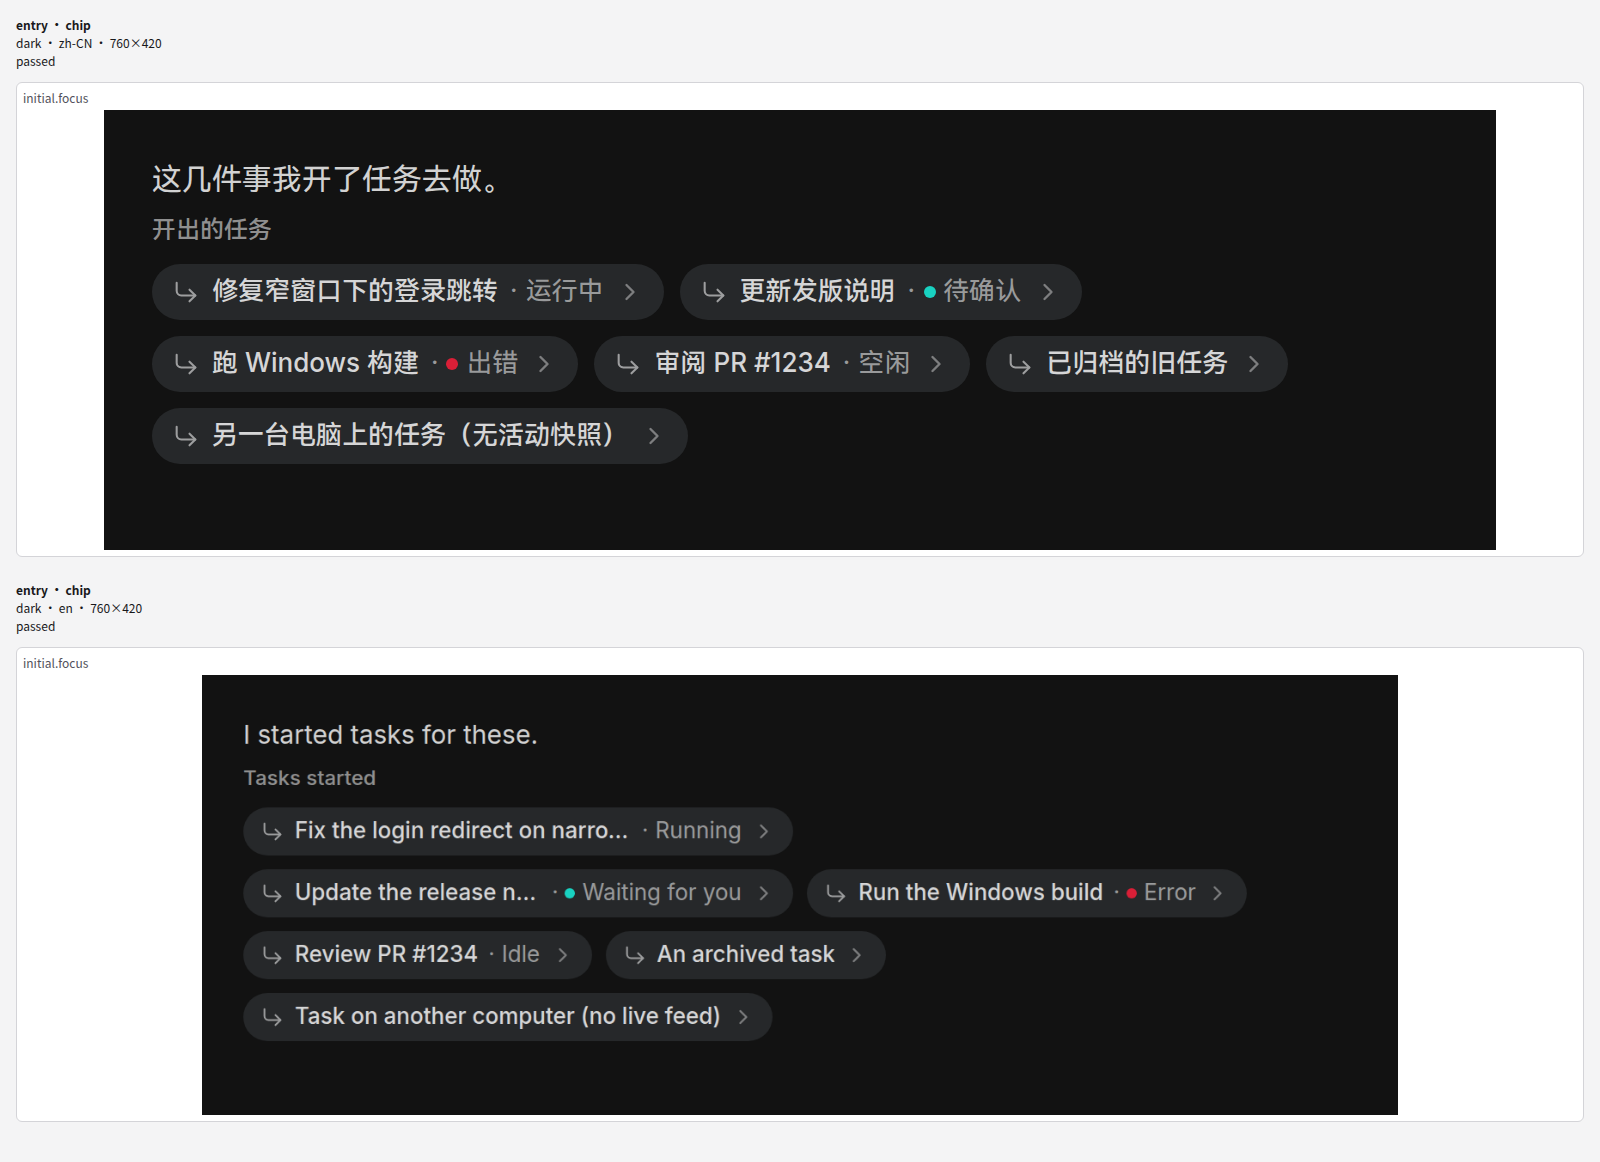 entry · chip
dark · zh-CN · 760×420
passed
initial.focus
这几件事我开了任务去做。
开出的任务
修复窄窗口下的登录跳转 · 运行中
更新发版说明 · 待确认
跑 Windows 构建 · 出错
审阅 PR #1234 · 空闲
已归档的旧任务
另一台电脑上的任务（无活动快照）
entry · chip
dark · en · 760×420
passed
initial.focus
I started tasks for these.
Tasks started
Fix the login redirect on narro... · Running
Update the release n... · Waiting for you
Run the Windows build · Error
Review PR #1234 · Idle
An archived task
Task on another computer (no live feed)